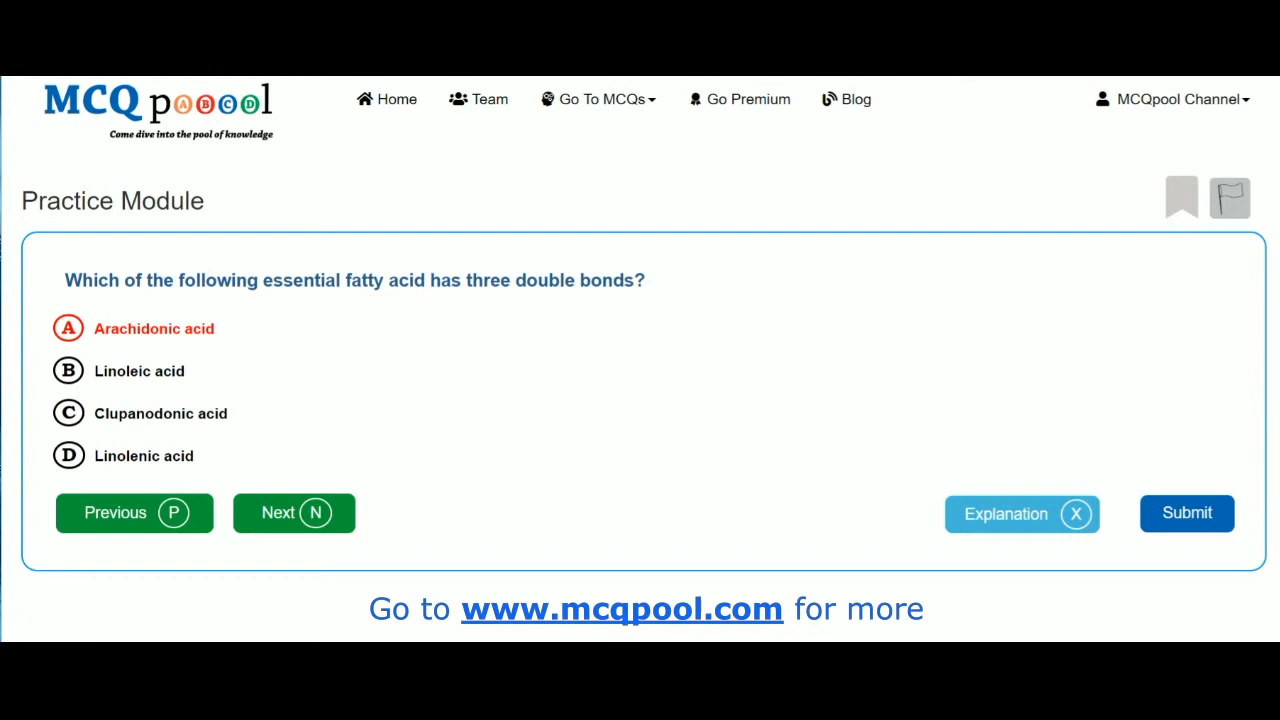 MCQ pABCDl
Come dive into the pool of knowledge
Home Team Go To MCQs Go Premium Blog MCQpool Channel
Practice Module
Which of the following essential fatty acid has three double bonds?
A Arachidonic acid
B Linoleic acid
C Clupanodonic acid
D Linolenic acid
Previous P Next N Explanation X Submit
Go to www.mcqpool.com for more